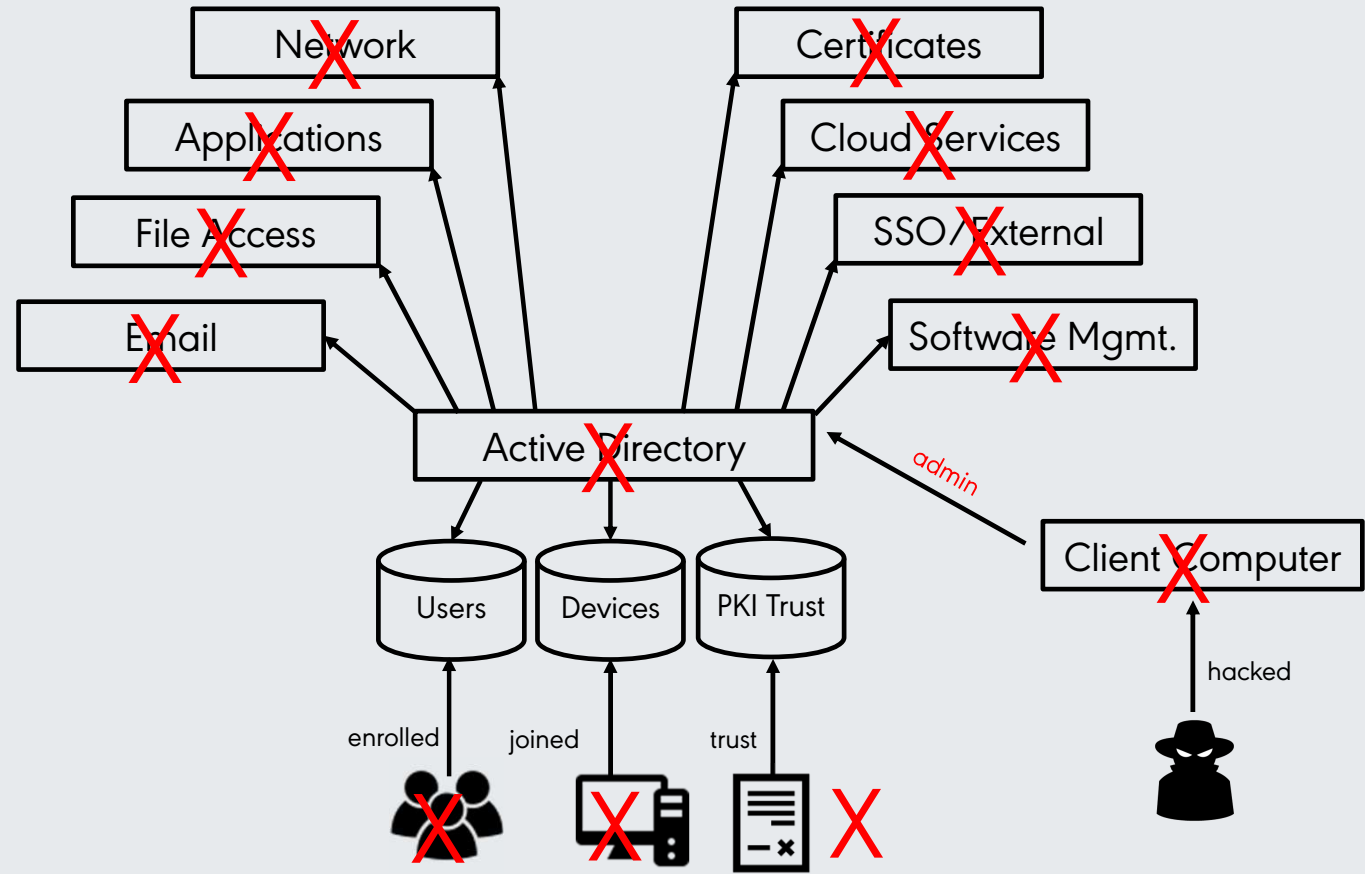 Network
Certificates
Applications
Cloud Services
File Access
SSO/External
Email
Software Mgmt.
Active Directory
admin
Client Computer
Users
Devices
PKI Trust
hacked
enrolled
joined
trust